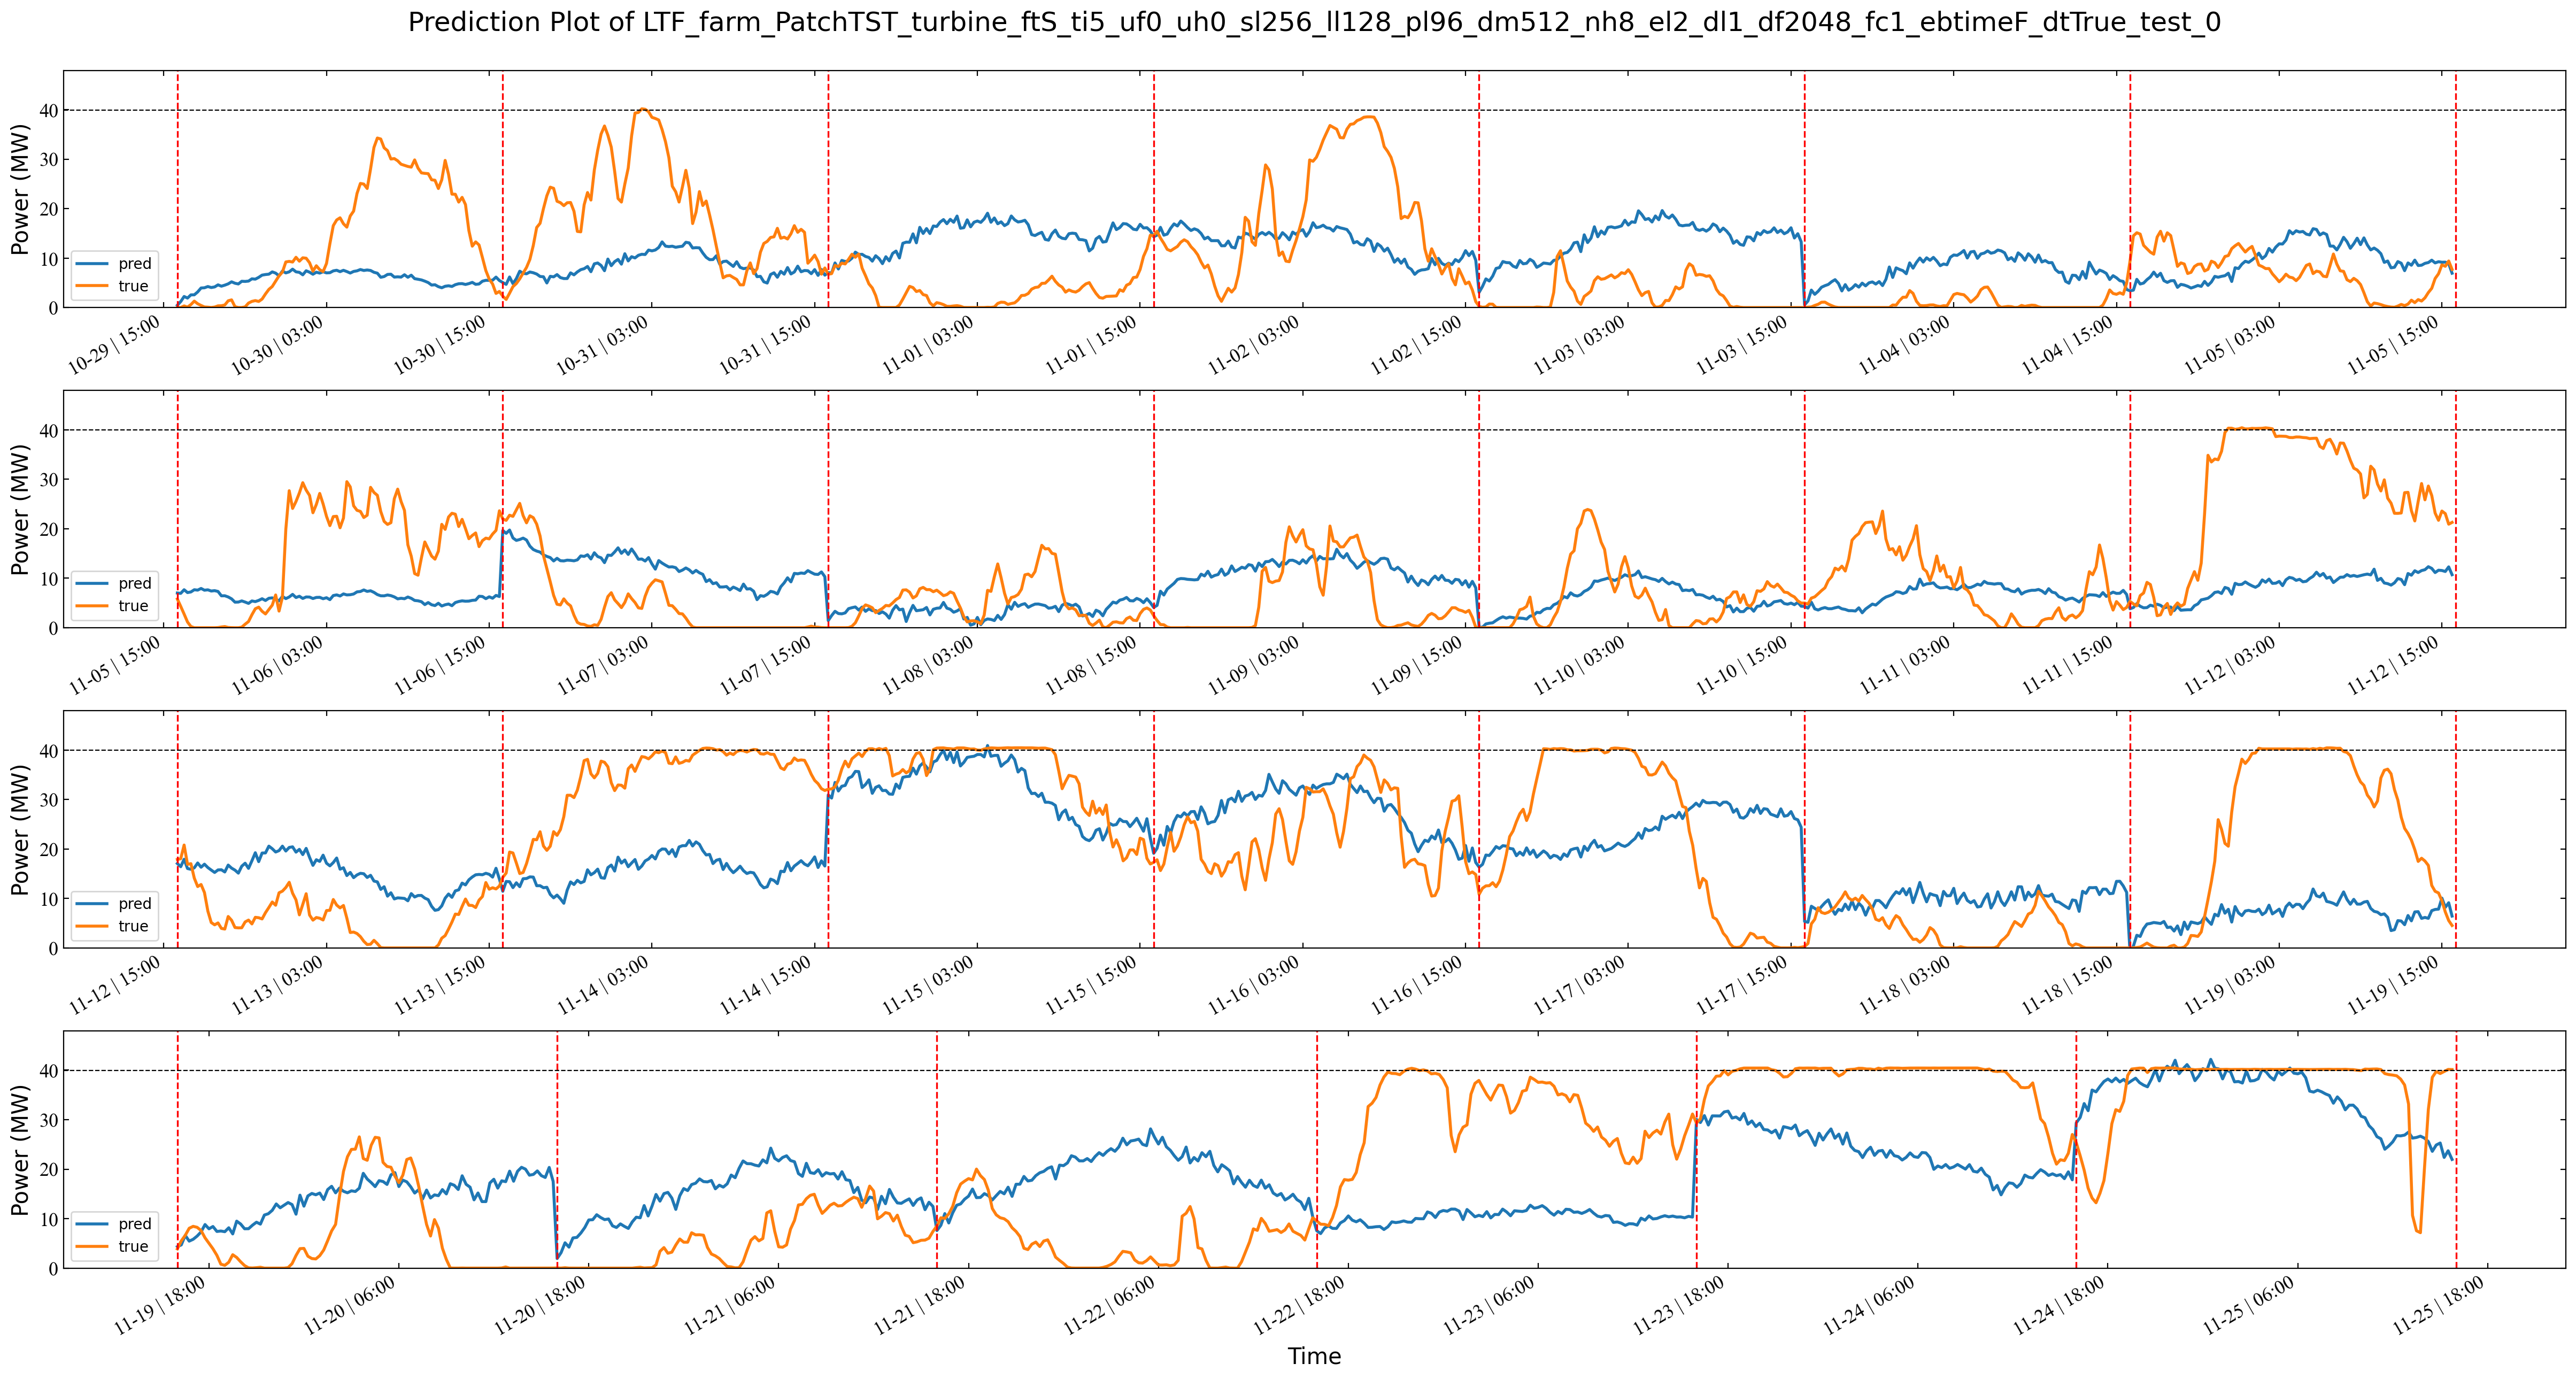 Prediction Plot of LTF_farm_PatchTST_turbine_ftS_ti5_uf0_uh0_sl256_ll128_pl96_dm512_nh8_el2_dl1_df2048_fc1_ebtimeF_dtTrue_test_0
Power (MW)
40
30
20
10
0
pred
true
10-29 | 15:00
10-30 | 03:00
10-30 | 15:00
10-31 | 03:00
10-31 | 15:00
11-01 | 03:00
11-01 | 15:00
11-02 | 03:00
11-02 | 15:00
11-03 | 03:00
11-03 | 15:00
11-04 | 03:00
11-04 | 15:00
11-05 | 03:00
11-05 | 15:00
Power (MW)
40
30
20
10
0
pred
true
11-05 | 15:00
11-06 | 03:00
11-06 | 15:00
11-07 | 03:00
11-07 | 15:00
11-08 | 03:00
11-08 | 15:00
11-09 | 03:00
11-09 | 15:00
11-10 | 03:00
11-10 | 15:00
11-11 | 03:00
11-11 | 15:00
11-12 | 03:00
11-12 | 15:00
Power (MW)
40
30
20
10
0
pred
true
11-12 | 15:00
11-13 | 03:00
11-13 | 15:00
11-14 | 03:00
11-14 | 15:00
11-15 | 03:00
11-15 | 15:00
11-16 | 03:00
11-16 | 15:00
11-17 | 03:00
11-17 | 15:00
11-18 | 03:00
11-18 | 15:00
11-19 | 03:00
11-19 | 15:00
Power (MW)
40
30
20
10
0
pred
true
11-19 | 18:00
11-20 | 06:00
11-20 | 18:00
11-21 | 06:00
11-21 | 18:00
11-22 | 06:00
11-22 | 18:00
11-23 | 06:00
11-23 | 18:00
11-24 | 06:00
11-24 | 18:00
11-25 | 06:00
11-25 | 18:00
Time